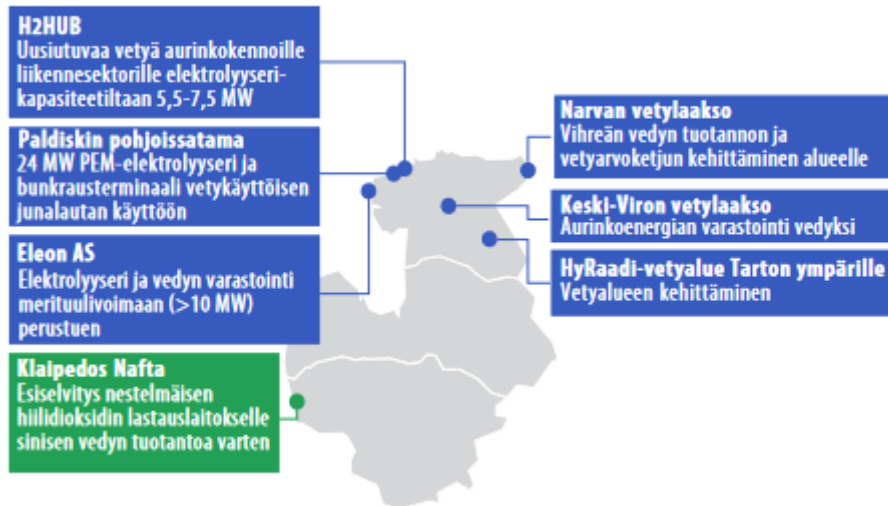 H2HUB
Uusiutuvaa vetyä aurinkokennoille
liikennesektorille elektrolyyseri-
kapasiteetiltaan 5,5-7,5 MW
Paldiskin pohjoissatama
24 MW PEM-elektrolyyseri ja
bunkrausterminaali vetykäyttöisen
junalautan käyttöön
Eleon AS
Elektrolyyseri ja vedyn varastointi
merituulivoimaan (>10 MW)
perustuen
Klaipedos Nafta
Esiselvitys nestelmäisen
hiilidioksidin lastauslaitokselle
sinisen vedyn tuotantoa varten
Narvan vetylaakso
Vihreän vedyn tuotannon ja
vetyarvoketjun kehittäminen alueelle
Keski-Viron vetylaakso
Aurinkoenergian varastointi vedyksi
HyRaadi-vetyalue Tarton ympärille
Vetyalueen kehittäminen